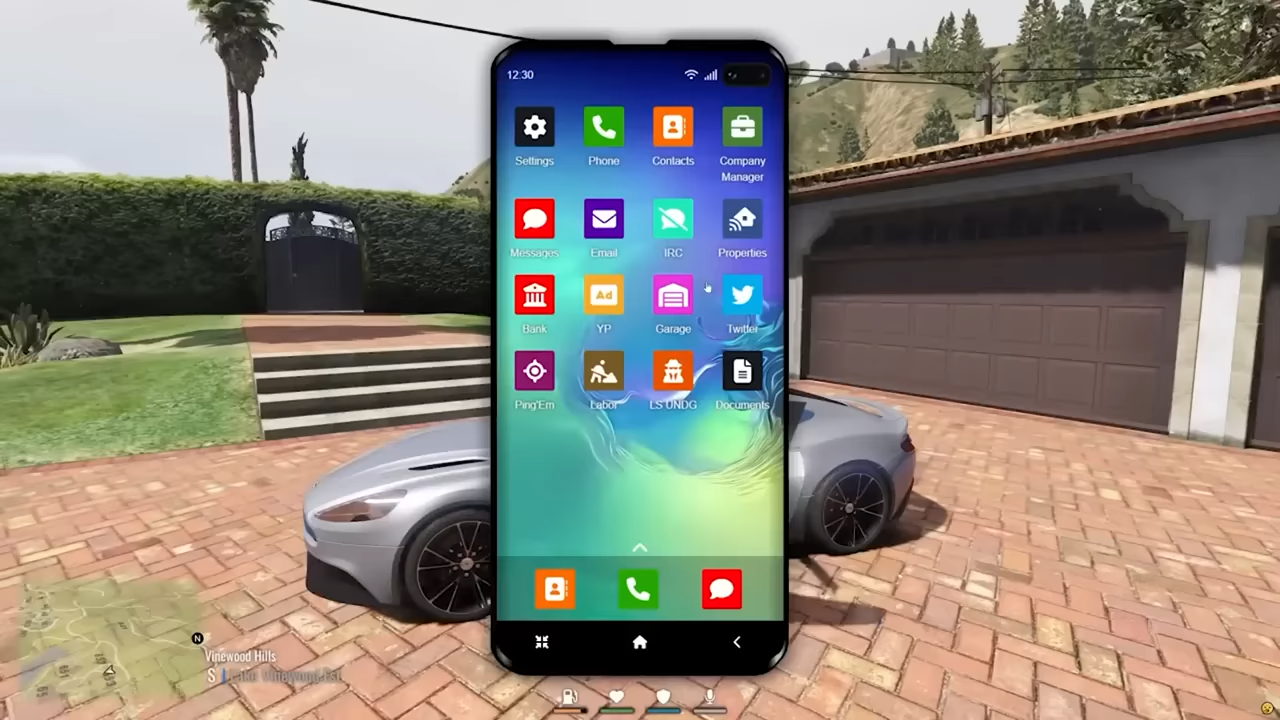 12:30
Settings
Phone
Contacts
Company
Manager
Messages
Email
IRC
Properties
Bank
Ad
YP
Garage
Twitter
Ping'Em
Labor
LS UNDG
Documents
N
Vinewood Hills
S